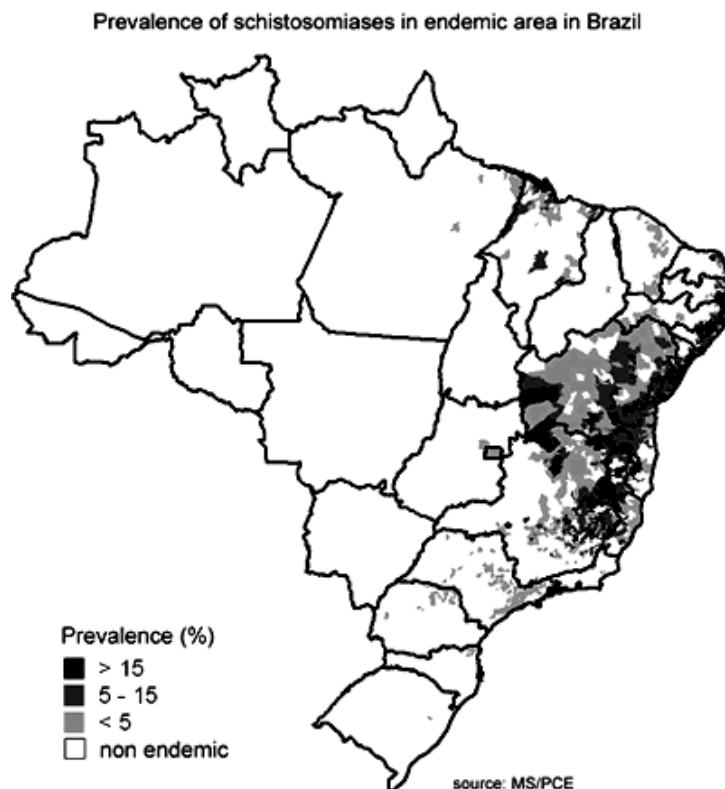 Prevalence of schistosomiases in endemic area in Brazil
Prevalence (%)
> 15
5 - 15
< 5
non endemic
source: MS/PCE